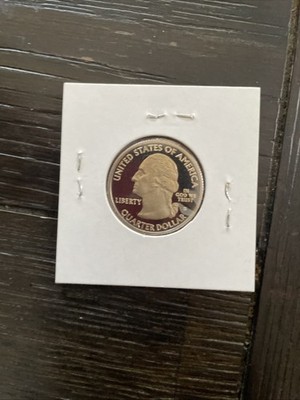 UNITED STATES OF AMERICA
LIBERTY
IN
GOD WE
TRUST
QUARTER DOLLAR